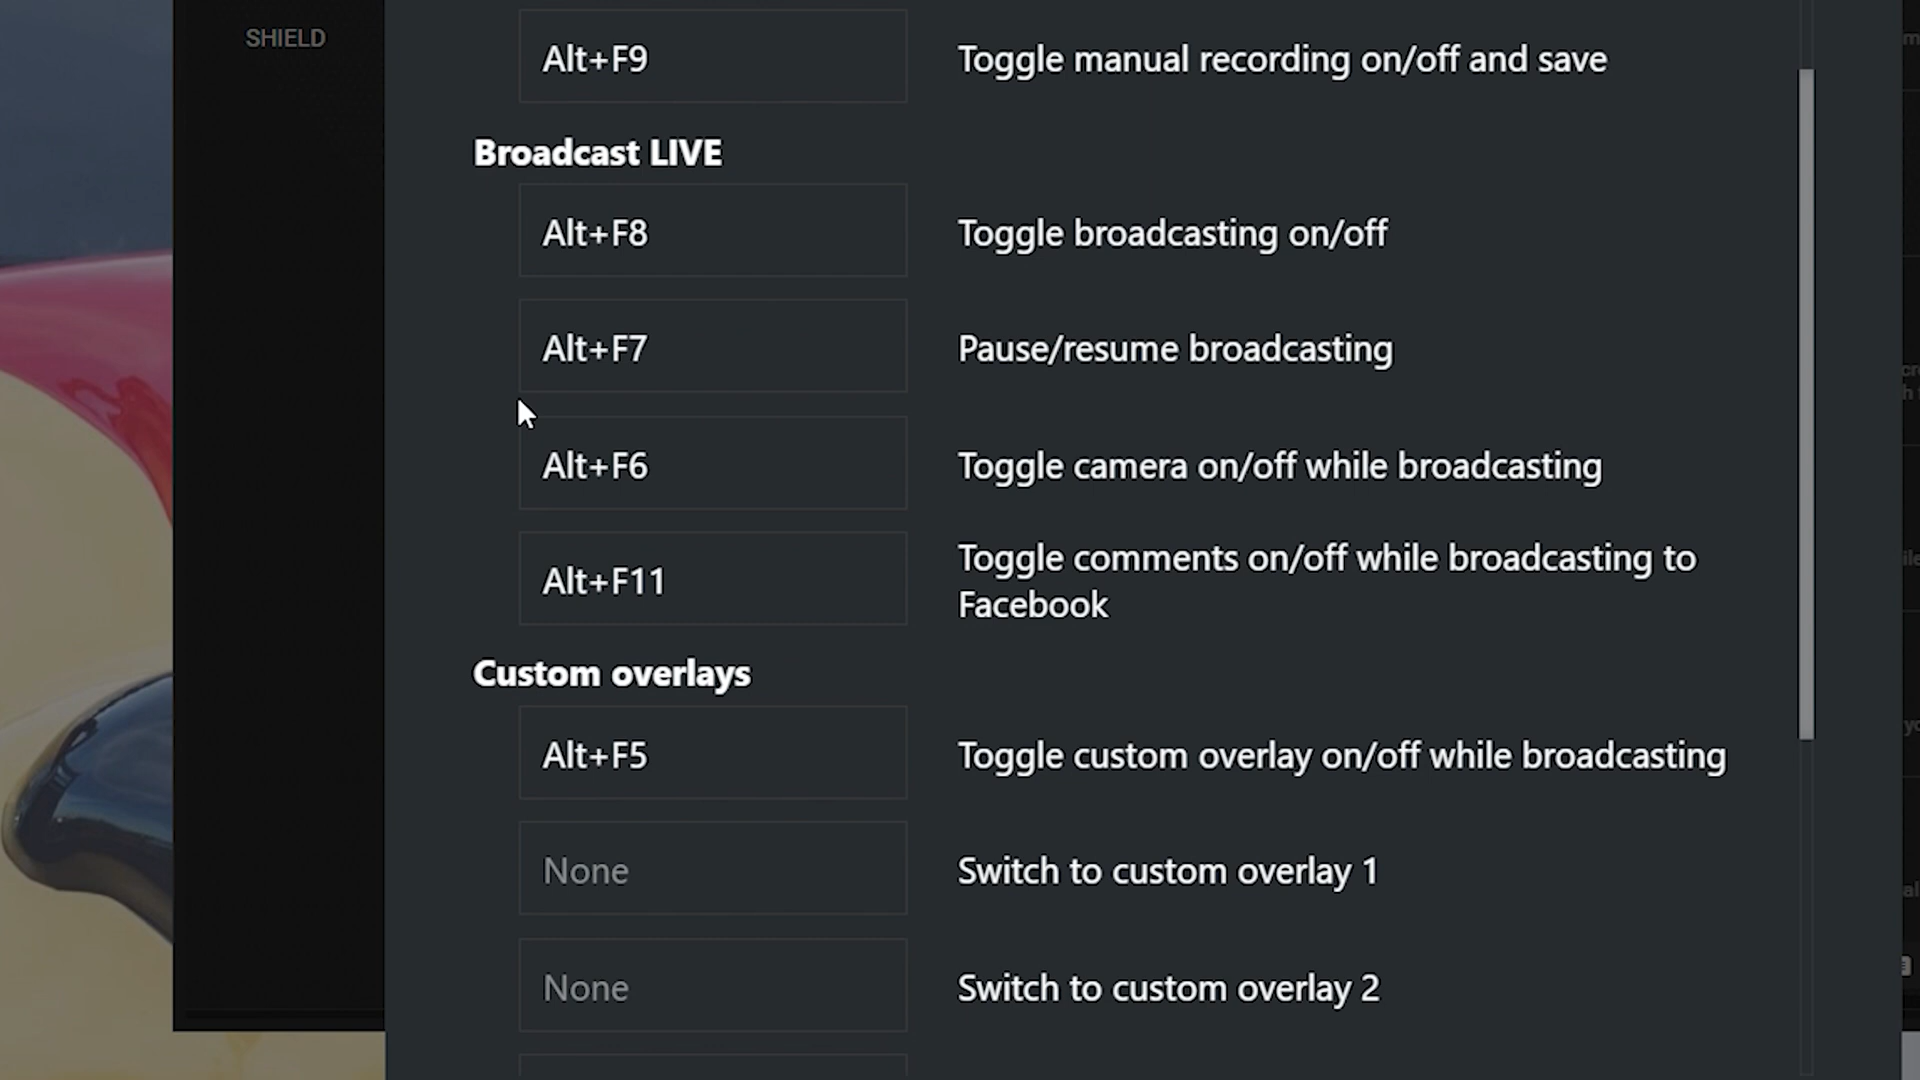 SHIELD
Alt+F9
Toggle manual recording on/off and save
Broadcast LIVE
Alt+F8
Toggle broadcasting on/off
Alt+F7
Pause/resume broadcasting
Alt+F6
Toggle camera on/off while broadcasting
Alt+F11
Toggle comments on/off while broadcasting to
Facebook
Custom overlays
Alt+F5
Toggle custom overlay on/off while broadcasting
None
Switch to custom overlay 1
None
Switch to custom overlay 2